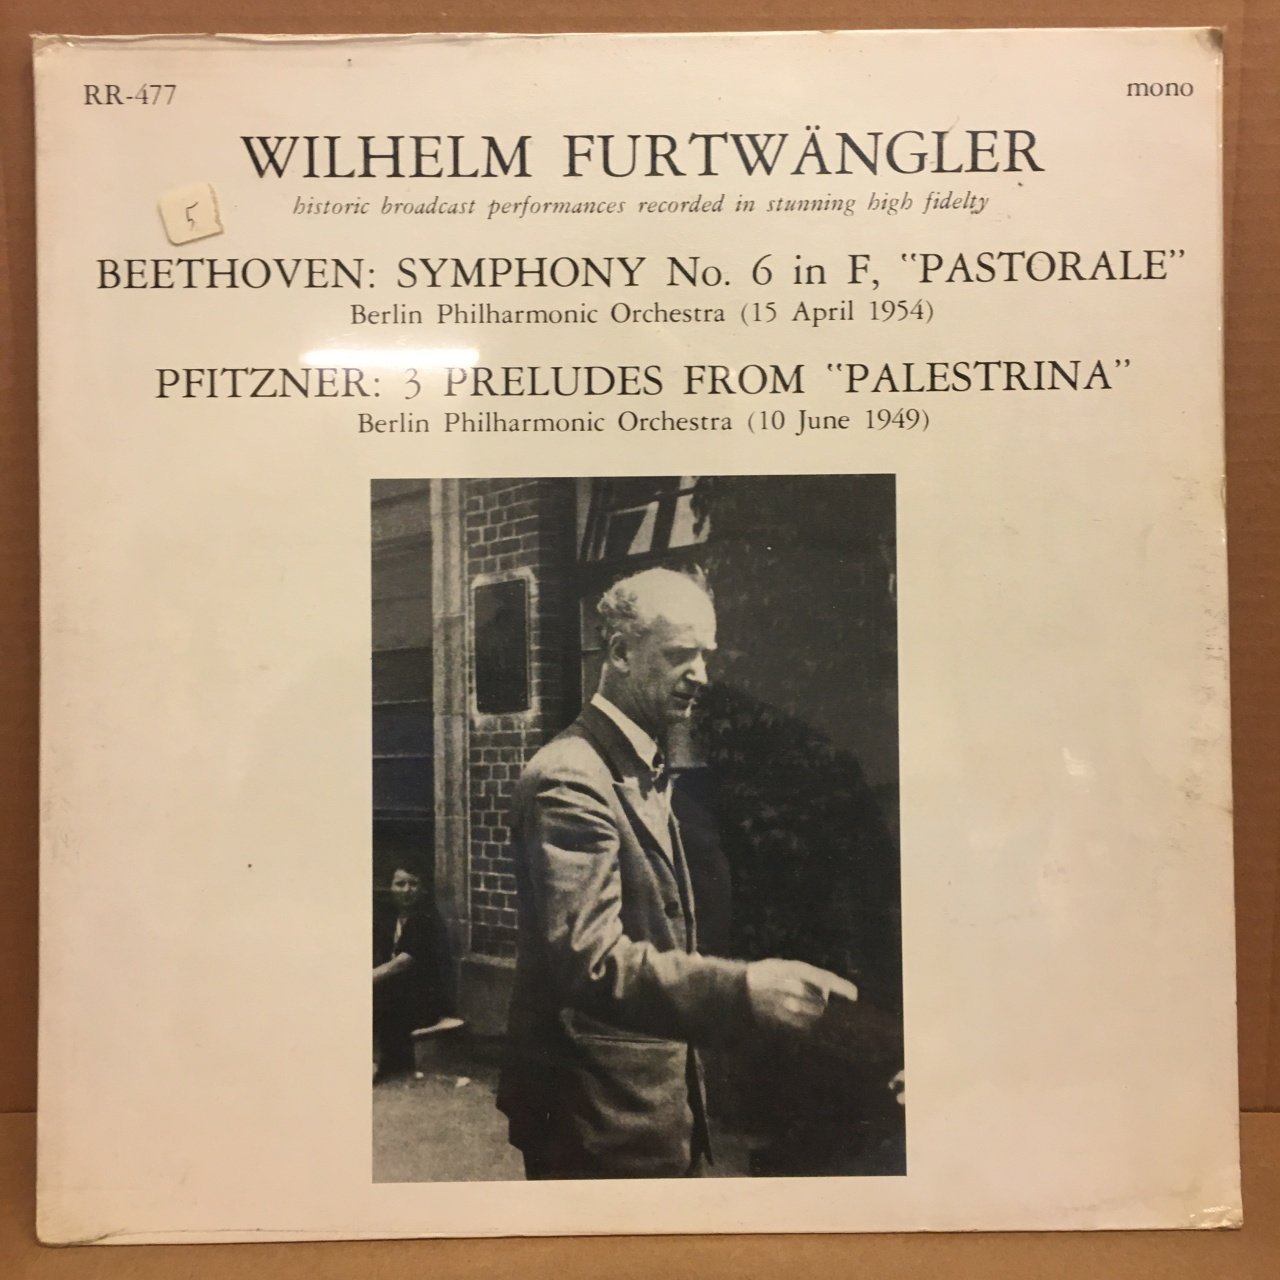 RR-477
mono
WILHELM FURTWÄNGLER
historic broadcast performances recorded in stunning high fidelty
5
BEETHOVEN: SYMPHONY No. 6 in F, "PASTORALE"
Berlin Philharmonic Orchestra (15 April 1954)
PFITZNER: 3 PRELUDES FROM "PALESTRINA"
Berlin Philharmonic Orchestra (10 June 1949)